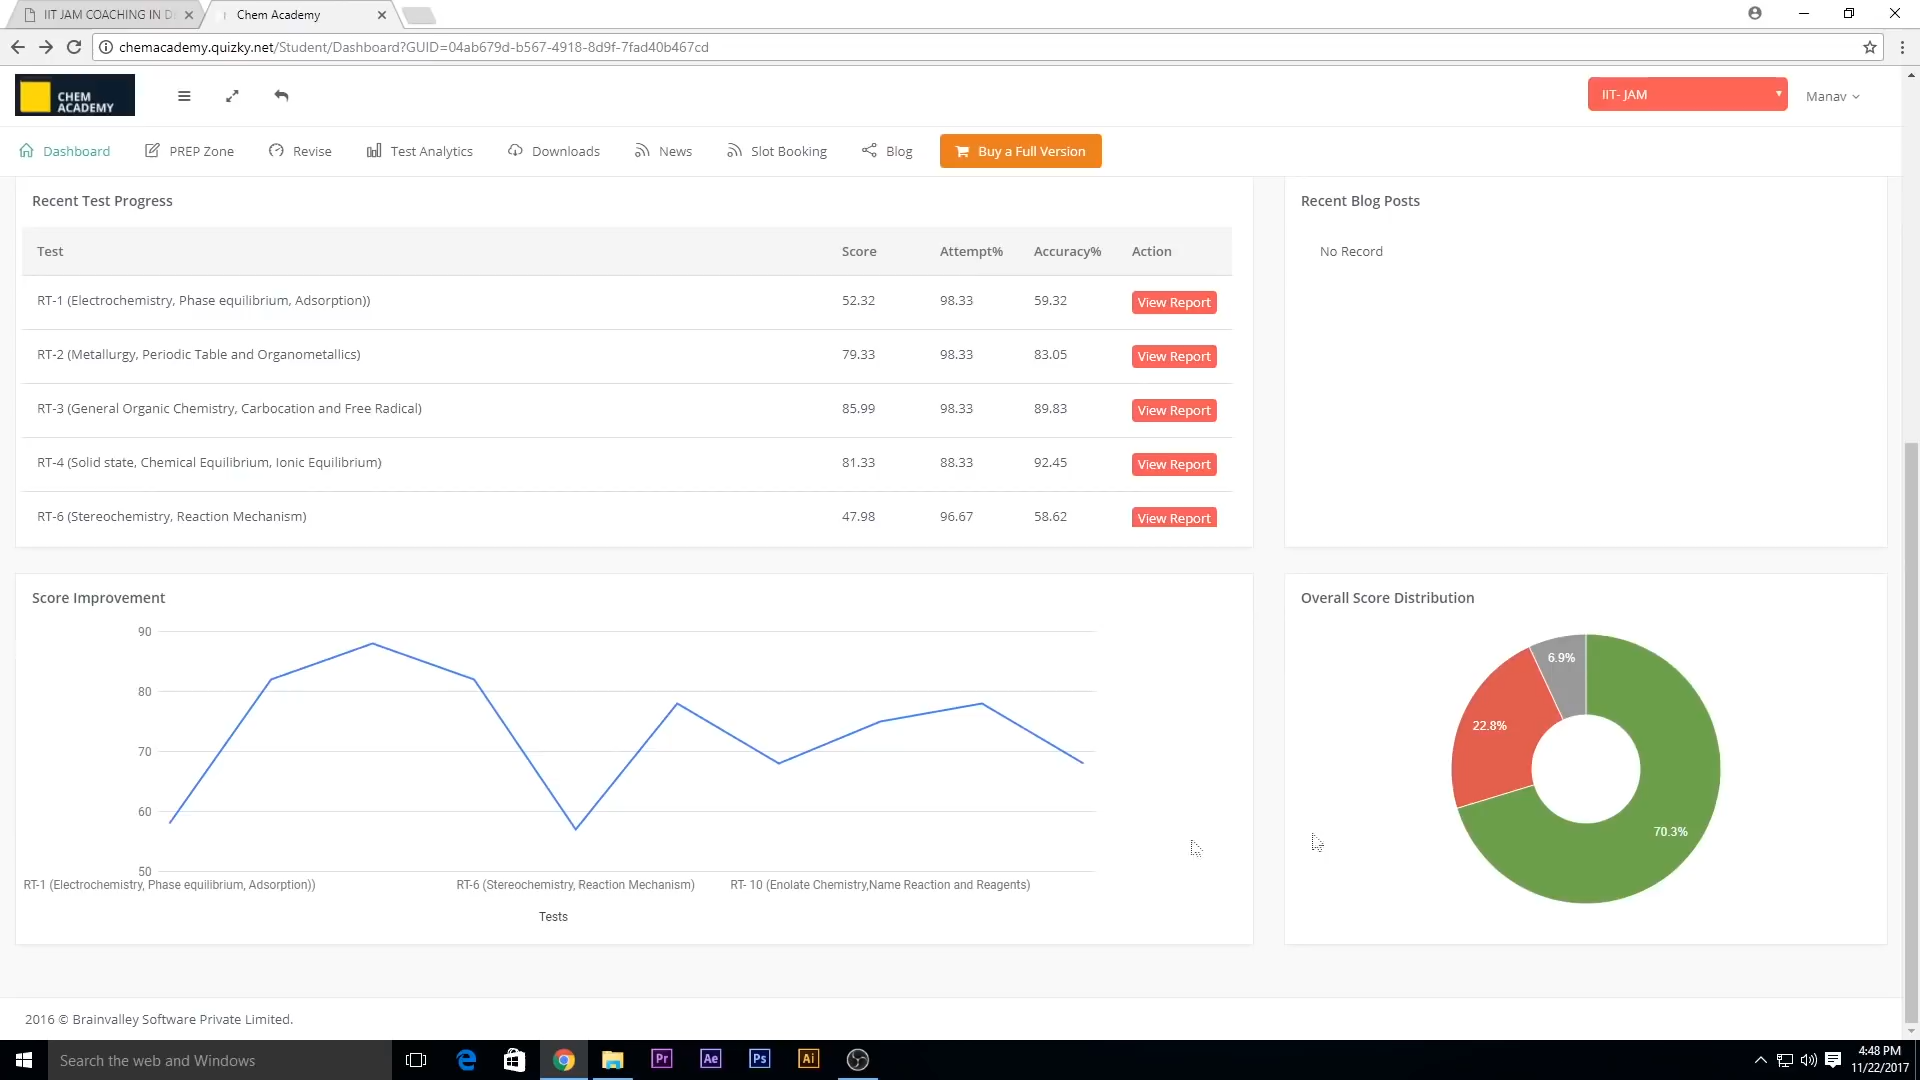 IIT JAM COACHING IN D
Chem Academy
chemacademy.quizky.net/Student/Dashboard?GUID=04ab679d-b567-4918-8d9f-7fad40b467cd
CHEM
ACADEMY
IIT- JAM
Manav
Dashboard PREP Zone Revise Test Analytics Downloads News Slot Booking Blog Buy a Full Version
Recent Test Progress
Test Score Attempt% Accuracy% Action
RT-1 (Electrochemistry, Phase equilibrium, Adsorption)) 52.32 98.33 59.32 View Report
RT-2 (Metallurgy, Periodic Table and Organometallics) 79.33 98.33 83.05 View Report
RT-3 (General Organic Chemistry, Carbocation and Free Radical) 85.99 98.33 89.83 View Report
RT-4 (Solid state, Chemical Equilibrium, Ionic Equilibrium) 81.33 88.33 92.45 View Report
RT-6 (Stereochemistry, Reaction Mechanism) 47.98 96.67 58.62 View Report
Recent Blog Posts
No Record
Score Improvement
90
80
70
60
50
RT-1 (Electrochemistry, Phase equilibrium, Adsorption)) RT-6 (Stereochemistry, Reaction Mechanism) RT- 10 (Enolate Chemistry,Name Reaction and Reagents)
Tests
Overall Score Distribution
6.9%
22.8%
70.3%
2016 © Brainvalley Software Private Limited.
Search the web and Windows
Pr Ae Ps Ai
4:48 PM
11/22/2017